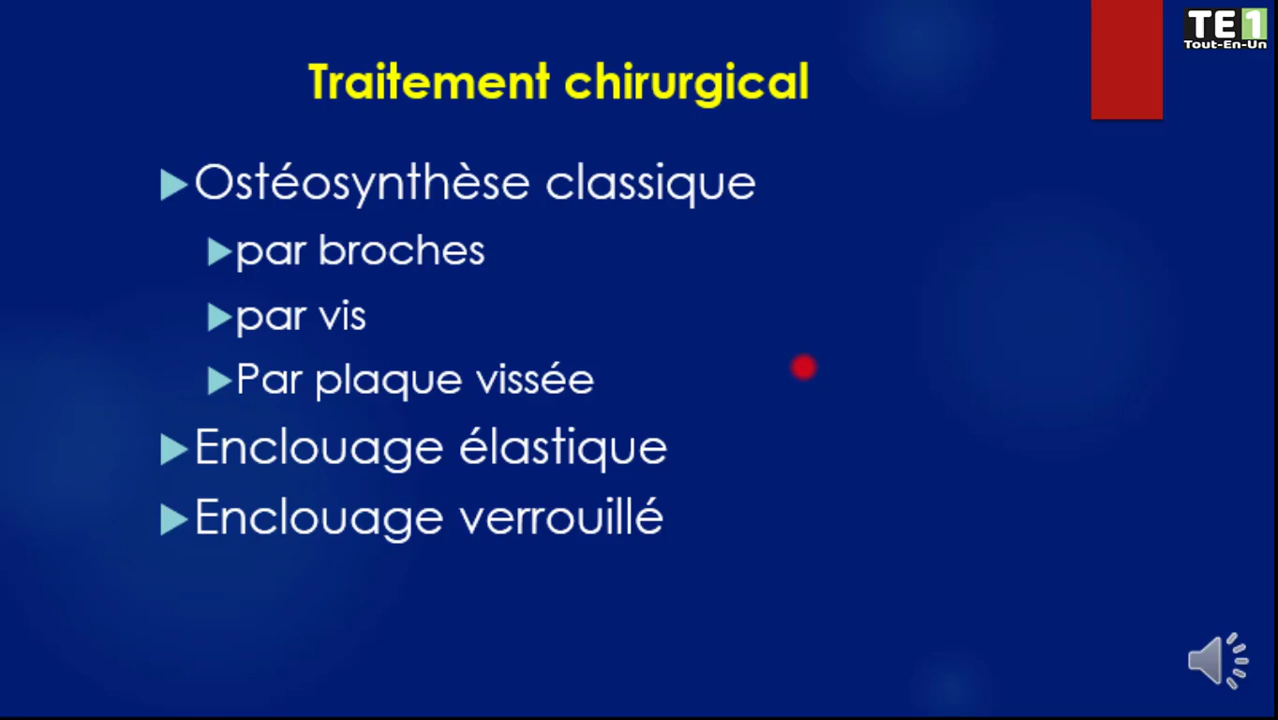 TE1
Tout-En-Un
Traitement chirurgical
Ostéosynthèse classique
par broches
par vis
Par plaque vissée
Enclouage élastique
Enclouage verrouillé